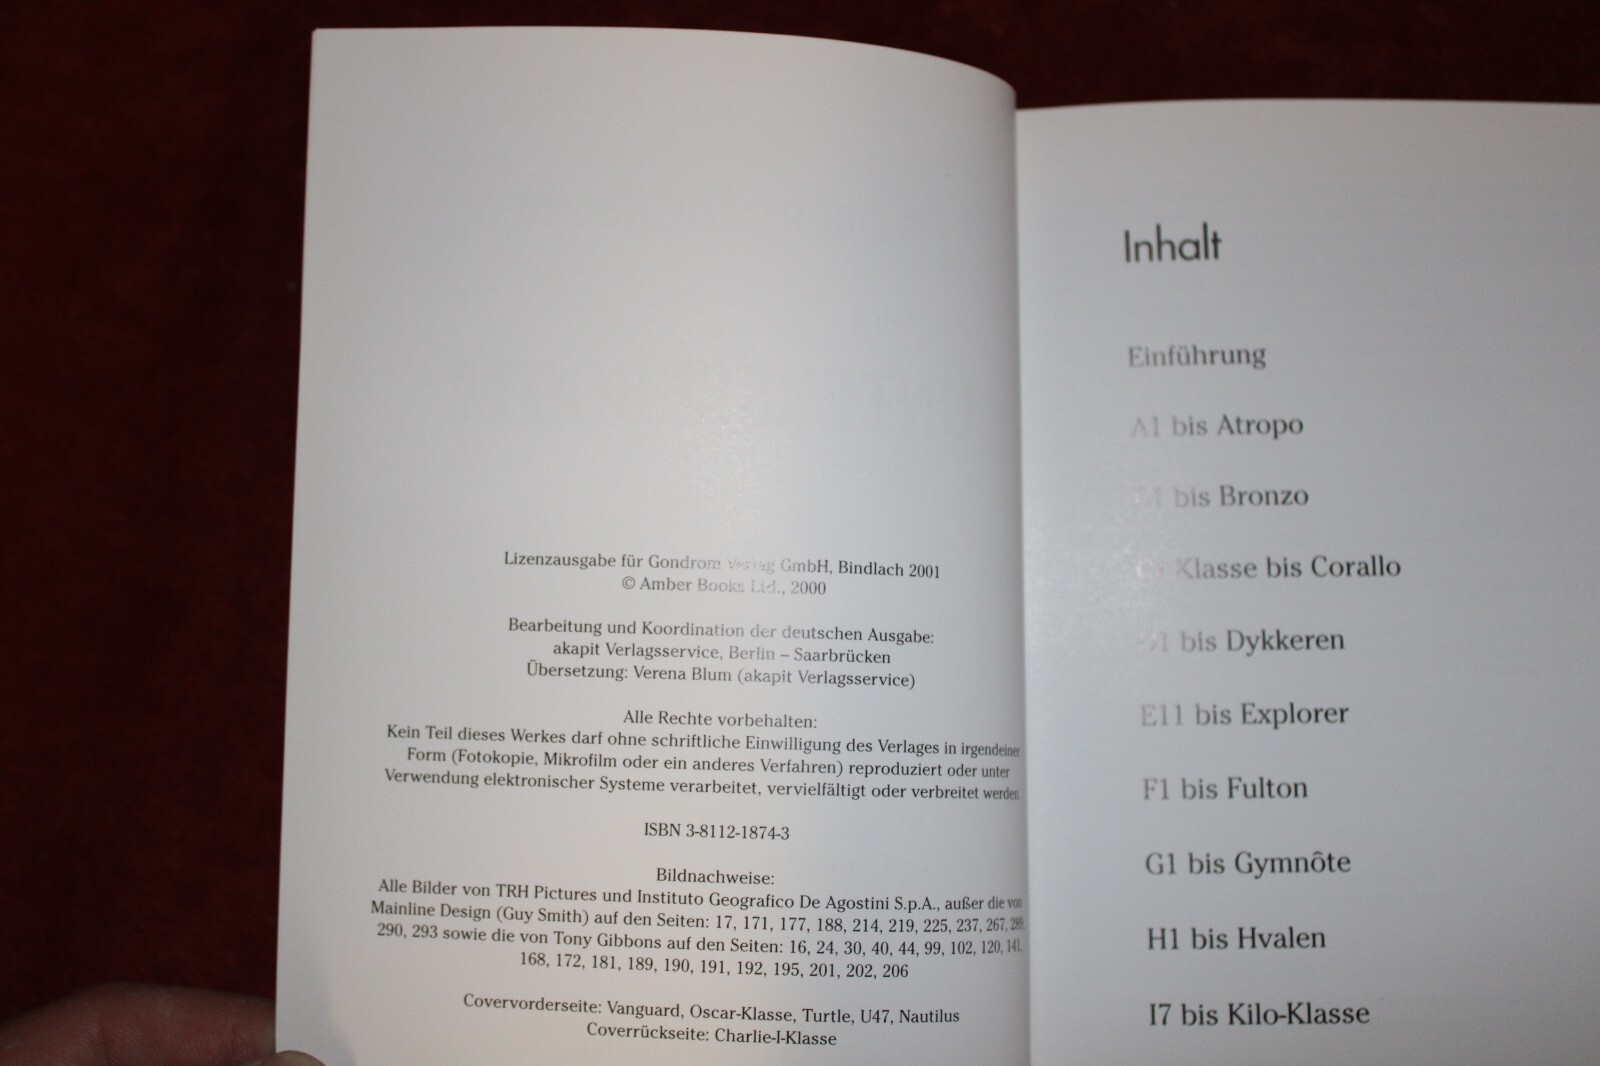 Lizenzausgabe für Gondrom Verlag GmbH, Bindlach 2001
© Amber Books Ltd., 2000
Bearbeitung und Koordination der deutschen Ausgabe:
akapit Verlagsservice, Berlin – Saarbrücken
Übersetzung: Verena Blum (akapit Verlagsservice)
Alle Rechte vorbehalten:
Kein Teil dieses Werkes darf ohne schriftliche Einwilligung des Verlages in irgendeiner
Form (Fotokopie, Mikrofilm oder ein anderes Verfahren) reproduziert oder unter
Verwendung elektronischer Systeme verarbeitet, vervielfältigt oder verbreitet werden.
ISBN 3-8112-1874-3
Bildnachweise:
Alle Bilder von TRH Pictures und Instituto Geografico De Agostini S.p.A., außer die von
Mainline Design (Guy Smith) auf den Seiten: 17, 171, 177, 188, 214, 219, 225, 237, 267,
290, 293 sowie die von Tony Gibbons auf den Seiten: 16, 24, 30, 40, 44, 99, 102, 120, 141,
168, 172, 181, 189, 190, 191, 192, 195, 201, 202, 206
Covervorderseite: Vanguard, Oscar-Klasse, Turtle, U47, Nautilus
Coverrückseite: Charlie-I-Klasse
Inhalt
Einführung
A1 bis Atropo
bis Bronzo
Klasse bis Corallo
bis Dykkeren
E11 bis Explorer
F1 bis Fulton
G1 bis Gymnôte
H1 bis Hvalen
I7 bis Kilo-Klasse